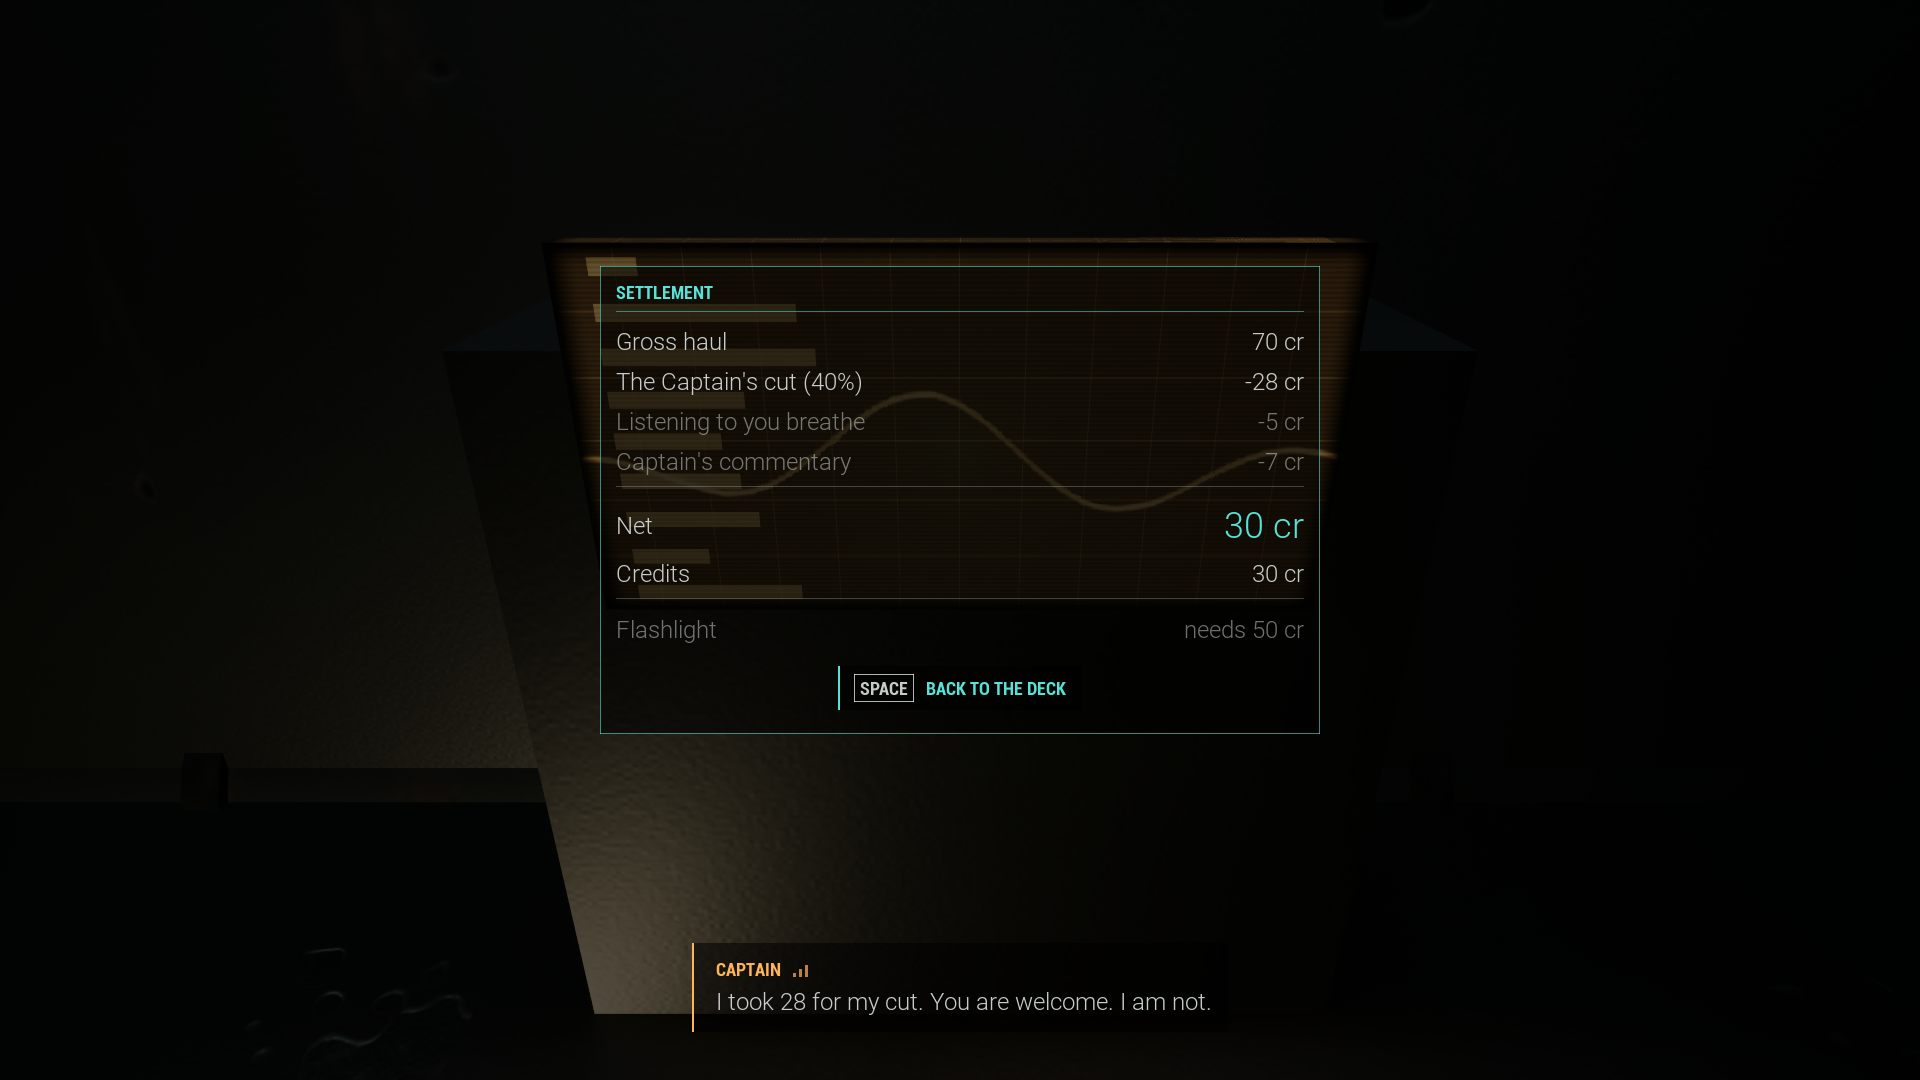 SETTLEMENT
Gross haul 70 cr
The Captain's cut (40%) -28 cr
Listening to you breathe -5 cr
Captain's commentary -7 cr
Net 30 cr
Credits 30 cr
Flashlight needs 50 cr
SPACE BACK TO THE DECK
CAPTAIN
I took 28 for my cut. You are welcome. I am not.